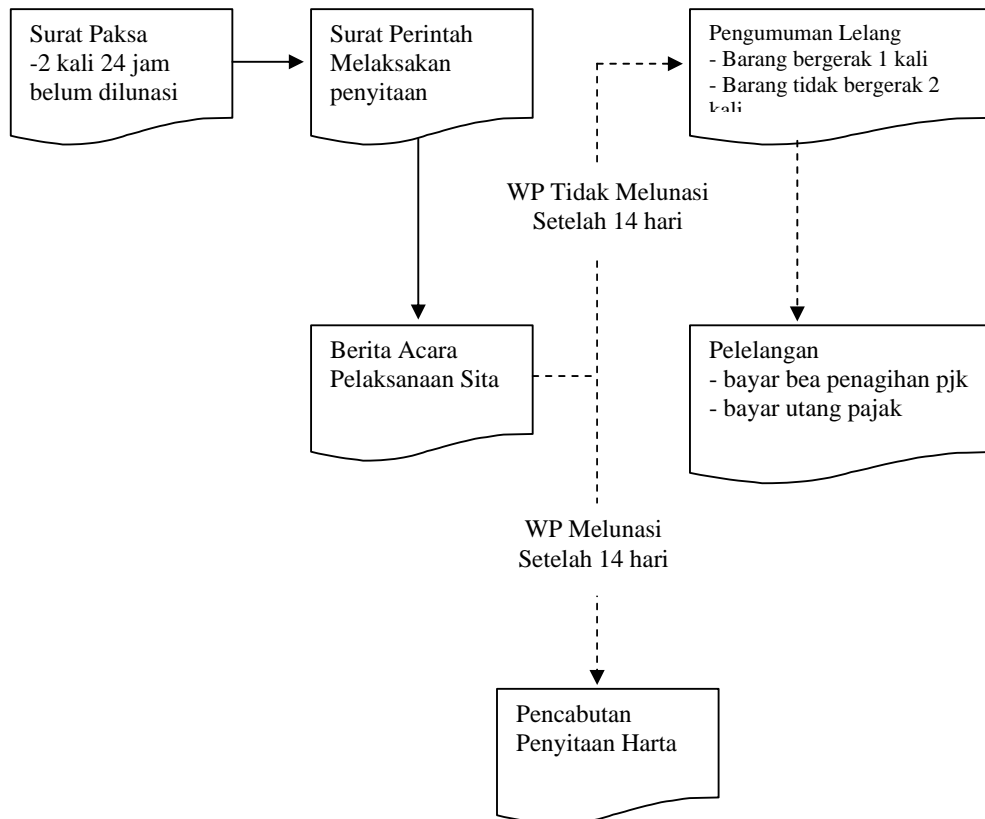 Surat Paksa
-2 kali 24 jam
belum dilunasi
Surat Perintah
Melaksakan
penyitaan
Pengumuman Lelang
- Barang bergerak 1 kali
- Barang tidak bergerak 2
kali
WP Tidak Melunasi
Setelah 14 hari
Berita Acara
Pelaksanaan Sita
Pelelangan
- bayar bea penagihan pjk
- bayar utang pajak
WP Melunasi
Setelah 14 hari
Pencabutan
Penyitaan Harta